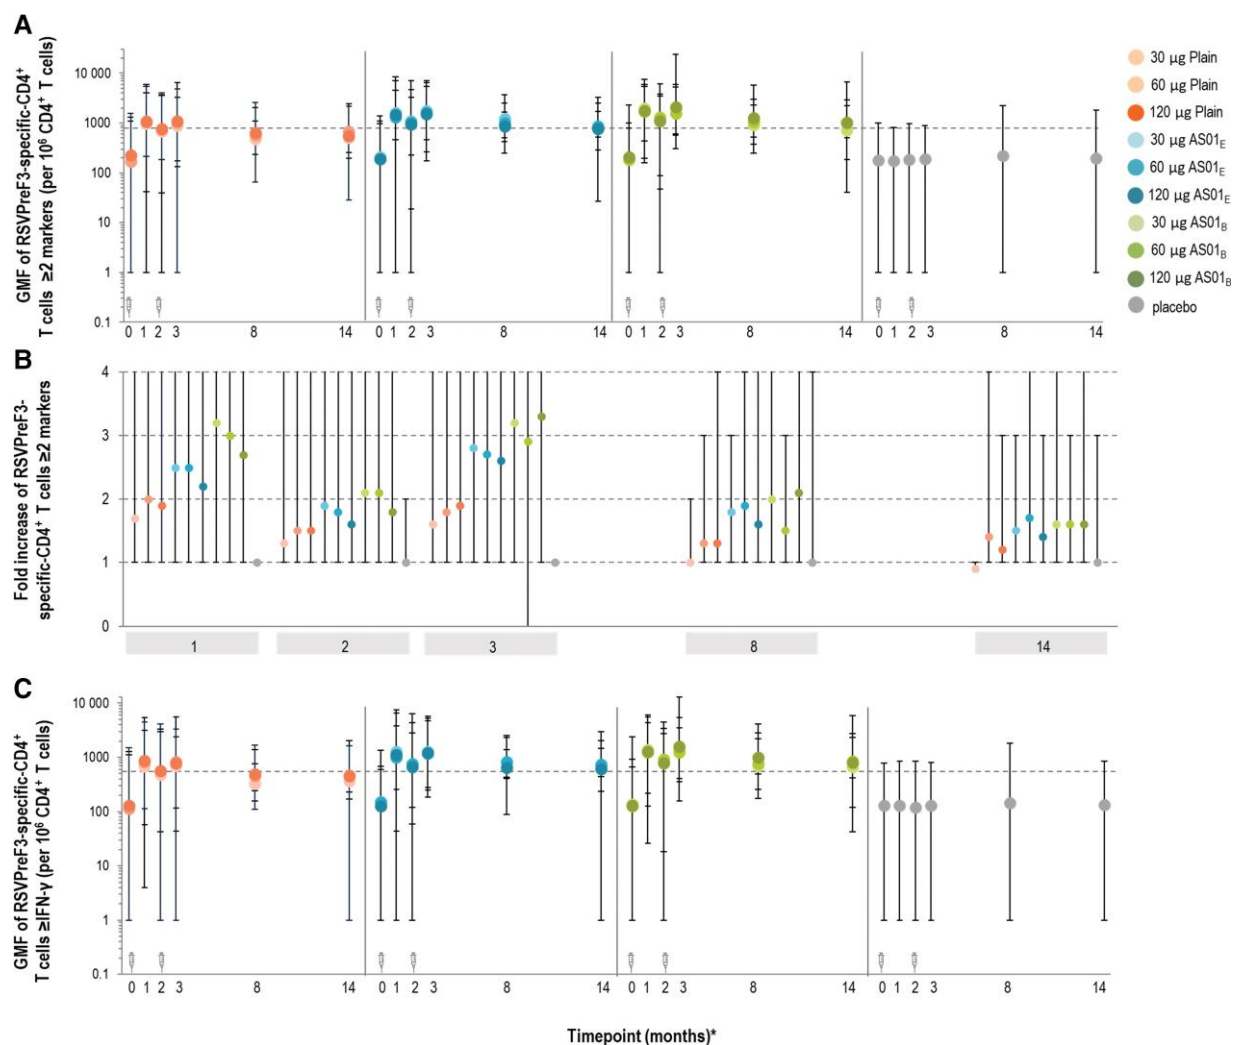 A
GMF of RSVPreF3-specific-CD4⁺
T cells ≥2 markers (per 10⁶ CD4⁺ T cells)
10 000
1000
100
10
1
0.1
0 1 2 3 8 14
0 1 2 3 8 14
0 1 2 3 8 14
0 1 2 3 8 14
30 µg Plain
60 µg Plain
120 µg Plain
30 µg AS01E
60 µg AS01E
120 µg AS01E
30 µg AS01B
60 µg AS01B
120 µg AS01B
placebo
B
Fold increase of RSVPreF3-
specific-CD4⁺ T cells ≥2 markers
4
3
2
1
0
1 2 3 8 14
C
GMF of RSVPreF3-specific-CD4⁺
T cells ≥IFN-γ (per 10⁶ CD4⁺ T cells)
10 000
1000
100
10
1
0.1
0 1 2 3 8 14
0 1 2 3 8 14
0 1 2 3 8 14
0 1 2 3 8 14
Timepoint (months)*